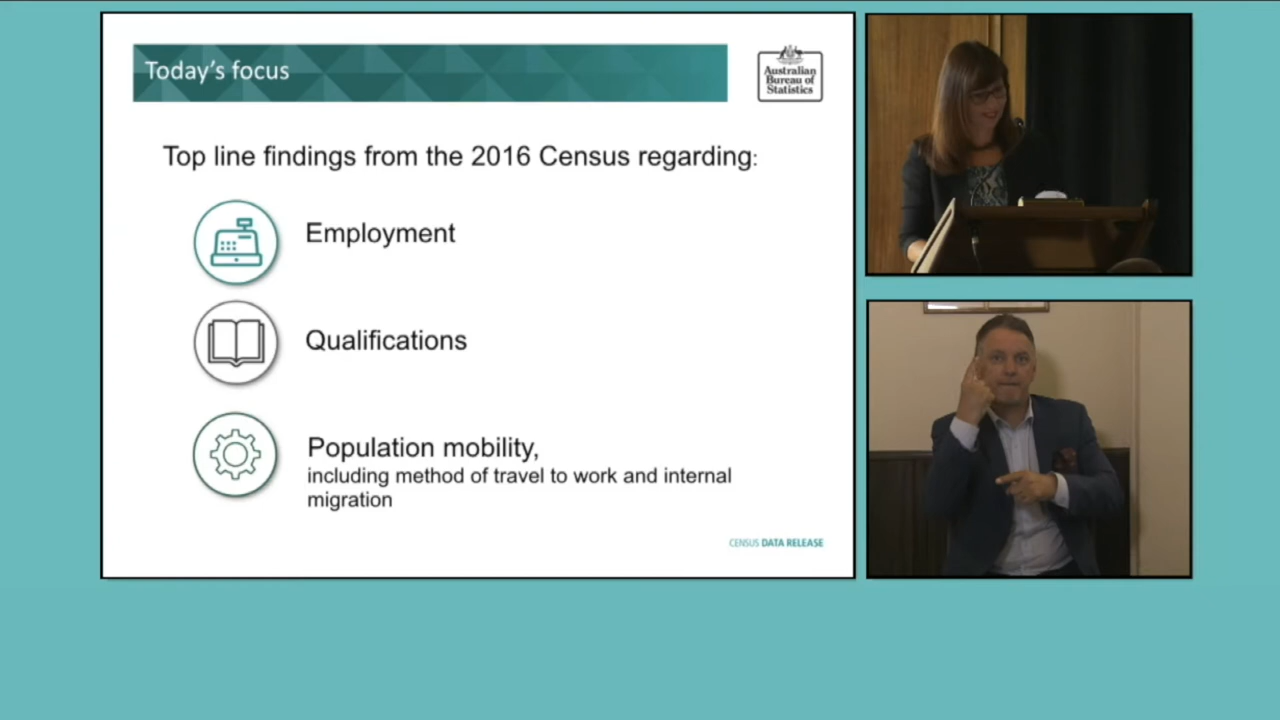 Today's focus
Australian
Bureau of
Statistics
Top line findings from the 2016 Census regarding:
Employment
Qualifications
Population mobility,
including method of travel to work and internal
migration
CENSUS DATA RELEASE